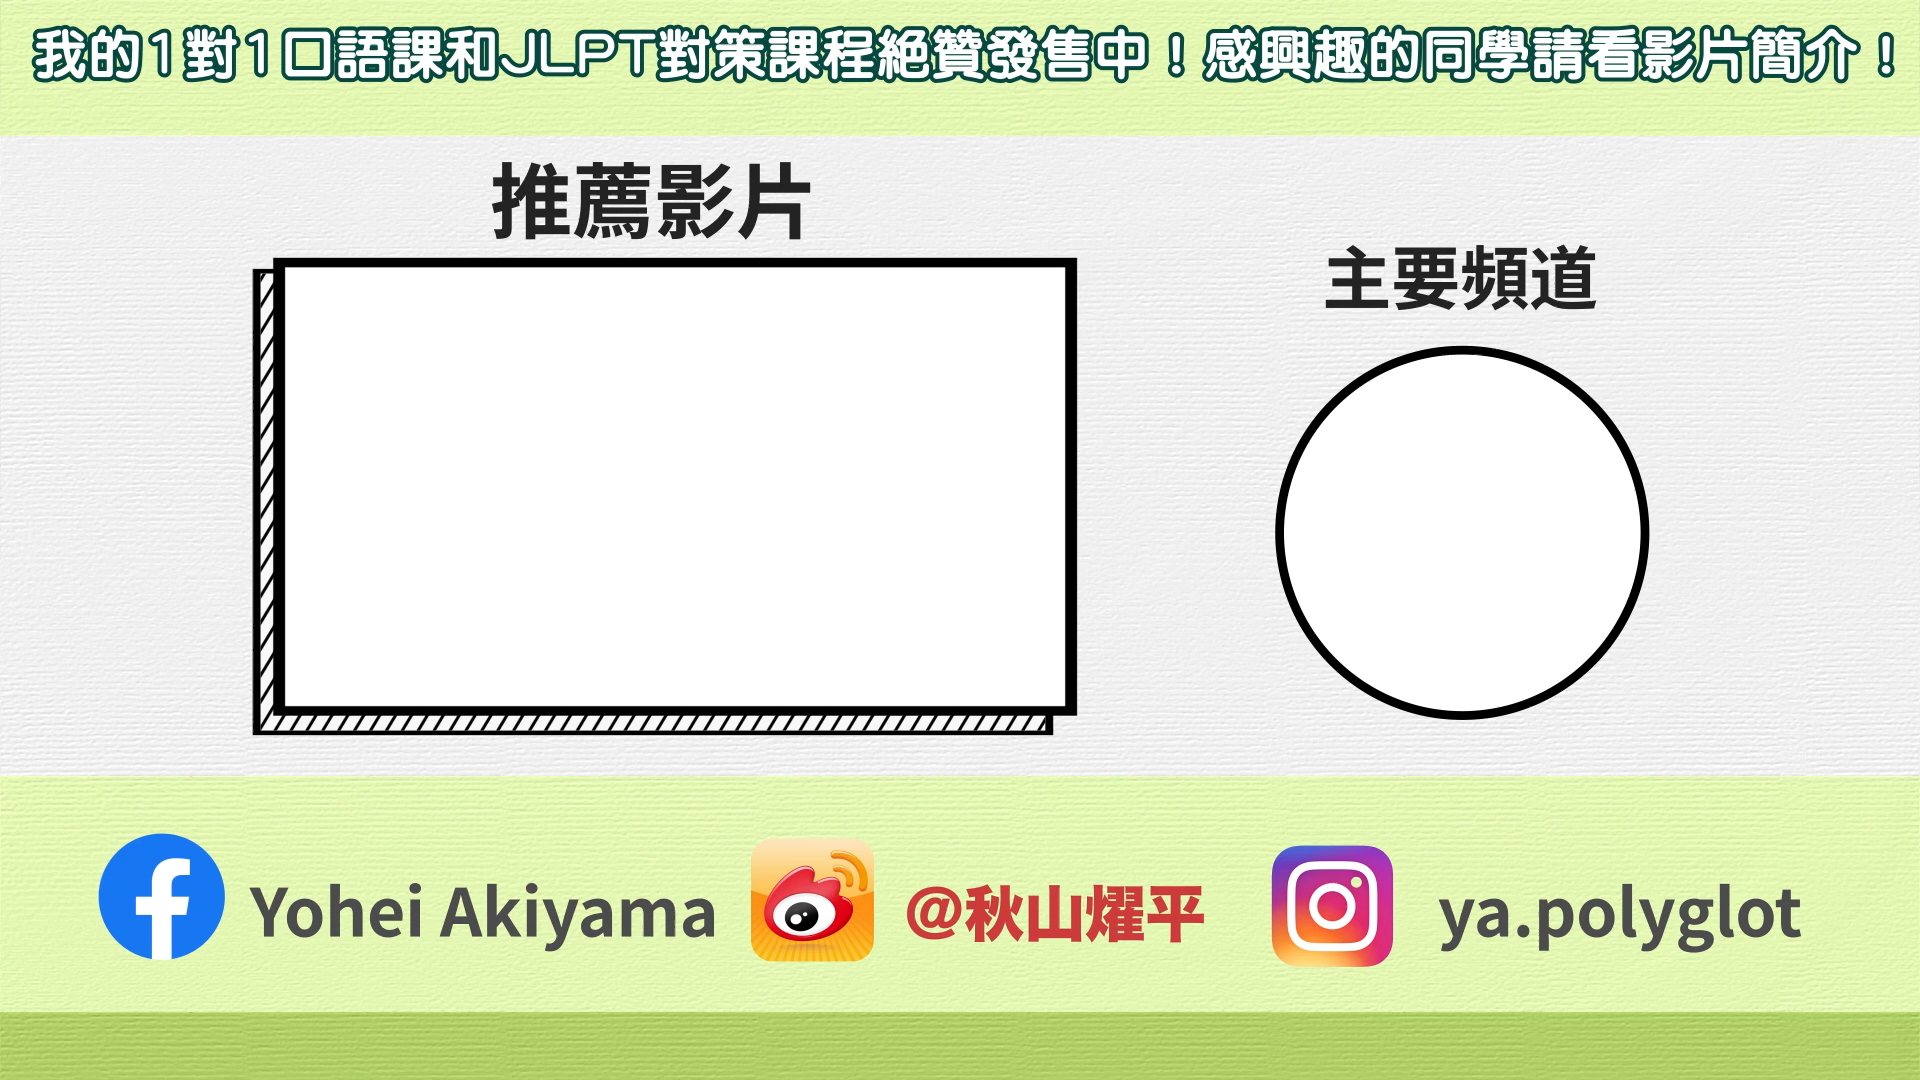 我的1對1口語課和JLPT對策課程絕贊發售中！感興趣的同學請看影片簡介！
推薦影片
主要頻道
Yohei Akiyama
@秋山燿平
ya.polyglot